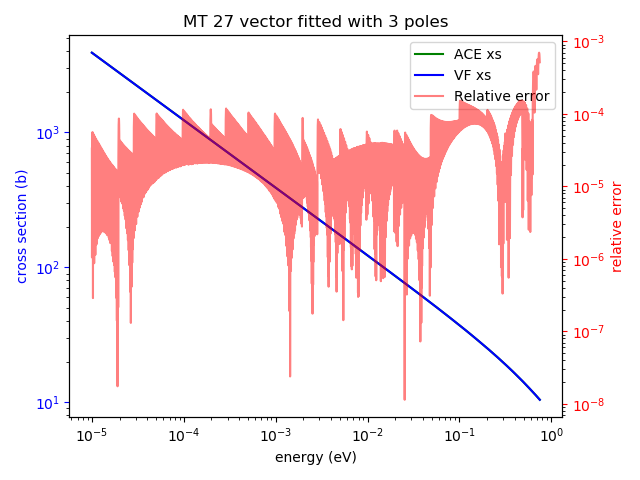 MT 27 vector fitted with 3 poles
ACE xs
VF xs
Relative error
cross section (b)
10³
10²
10¹
relative error
10⁻³
10⁻⁴
10⁻⁵
10⁻⁶
10⁻⁷
10⁻⁸
10⁻⁵ 10⁻⁴ 10⁻³ 10⁻² 10⁻¹ 10⁰
energy (eV)